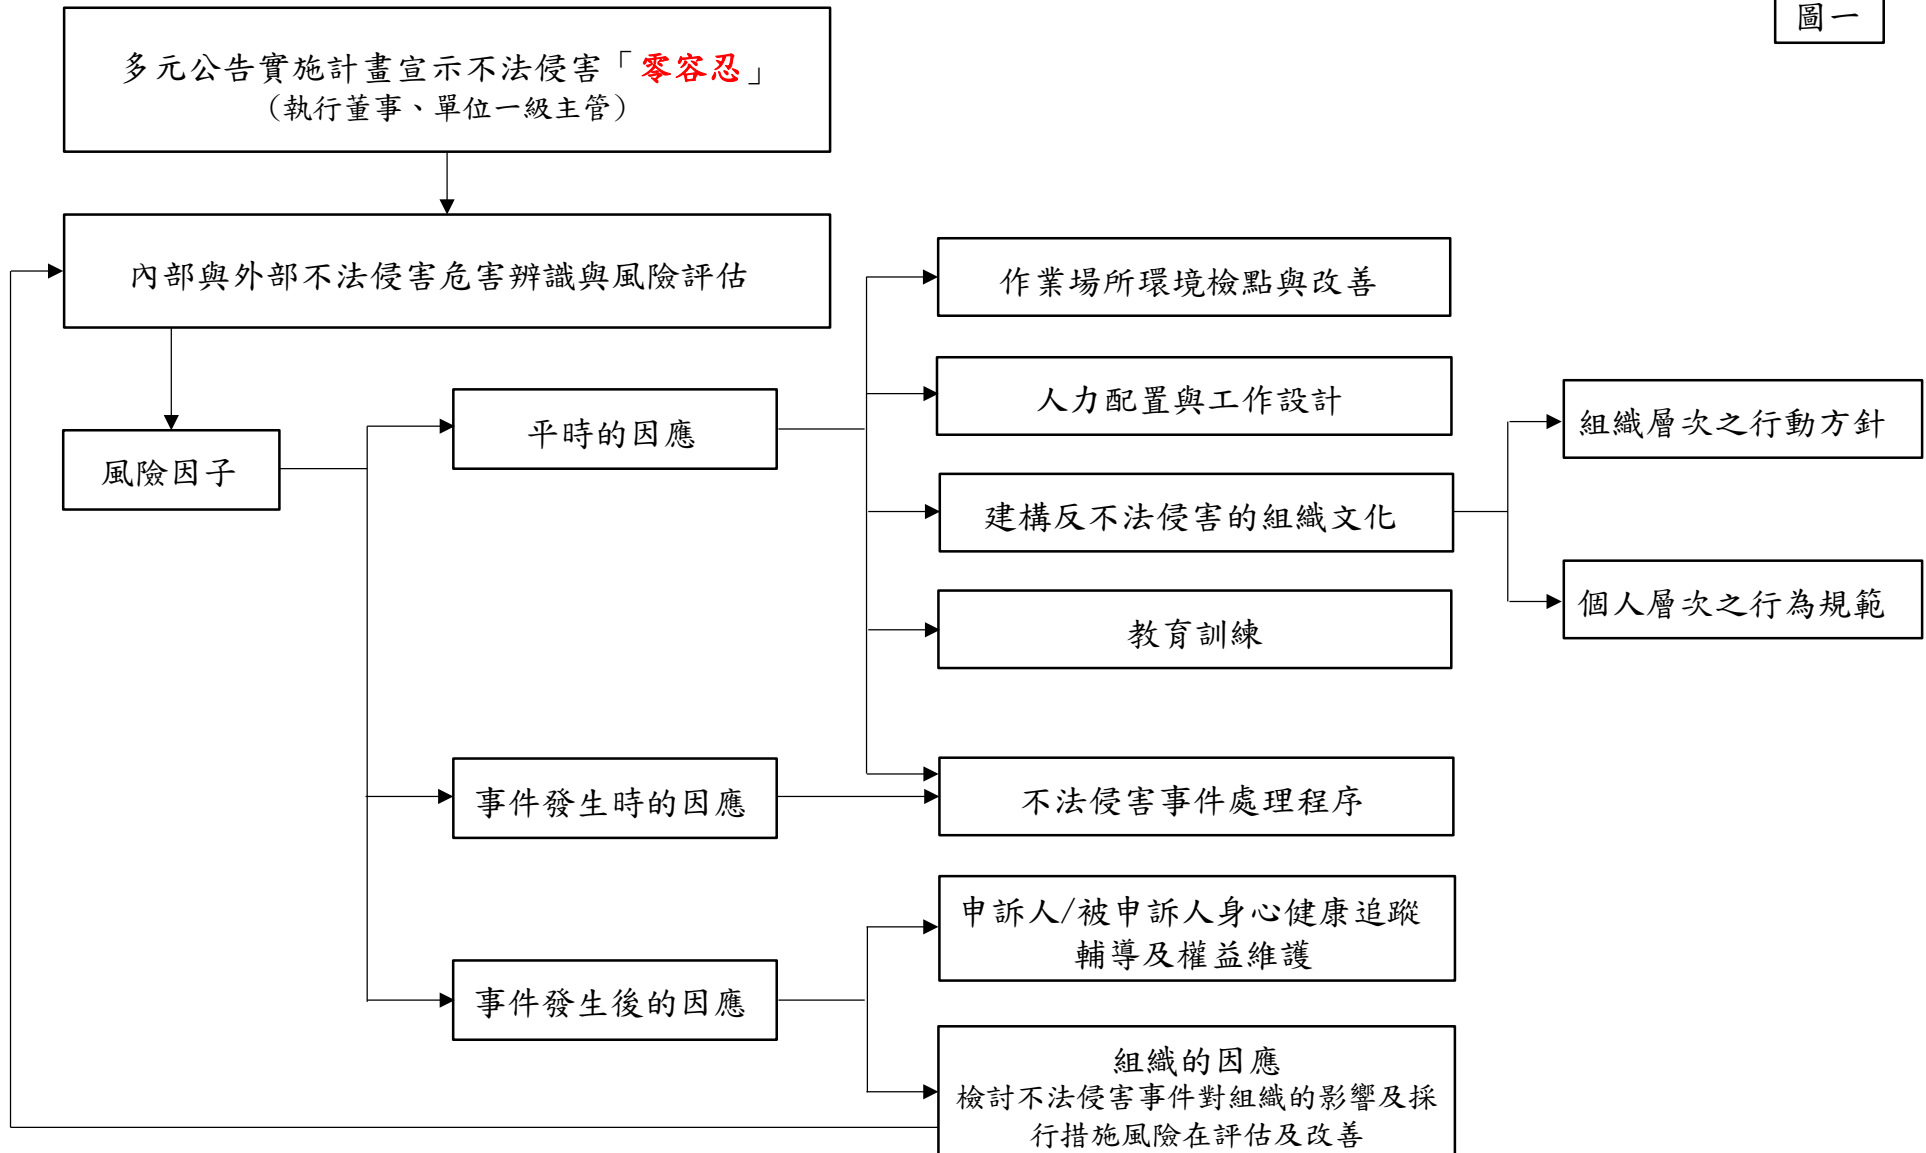 圖一
多元公告實施計畫宣示不法侵害「零容忍」
（執行董事、單位一級主管）
內部與外部不法侵害危害辨識與風險評估
風險因子
平時的因應
作業場所環境檢點與改善
人力配置與工作設計
建構反不法侵害的組織文化
組織層次之行動方針
個人層次之行為規範
教育訓練
事件發生時的因應
不法侵害事件處理程序
事件發生後的因應
申訴人/被申訴人身心健康追蹤
輔導及權益維護
組織的因應
檢討不法侵害事件對組織的影響及採
行措施風險在評估及改善